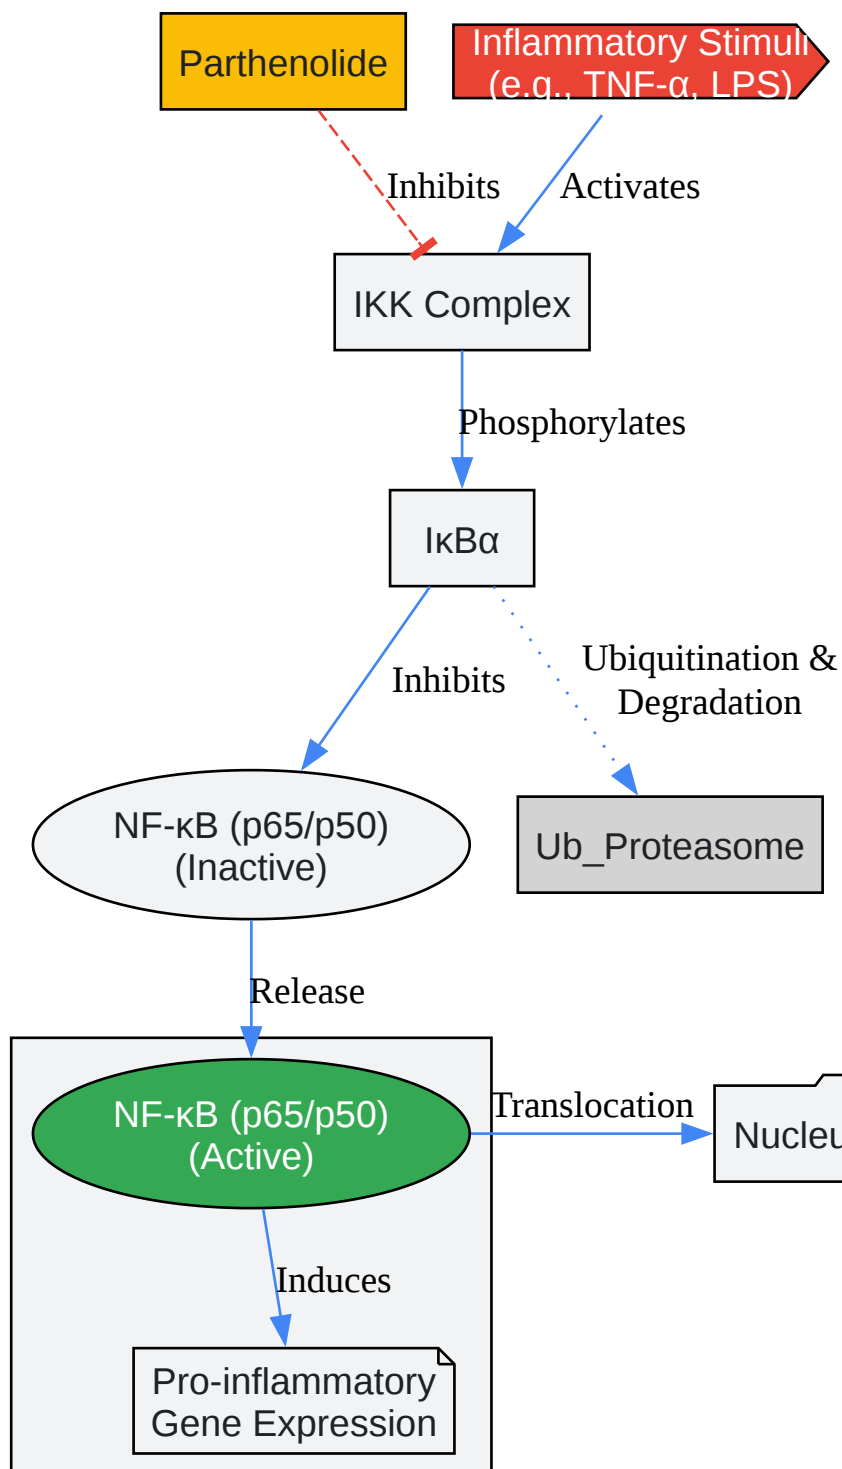 Parthenolide
Inflammatory Stimuli
(e.g., TNF-α, LPS)
Inhibits
Activates
IKK Complex
Phosphorylates
IκBα
Inhibits
Ubiquitination &
Degradation
NF-κB (p65/p50)
(Inactive)
Ub_Proteasome
Release
NF-κB (p65/p50)
(Active)
Translocation
Nucleu
Induces
Pro-inflammatory
Gene Expression